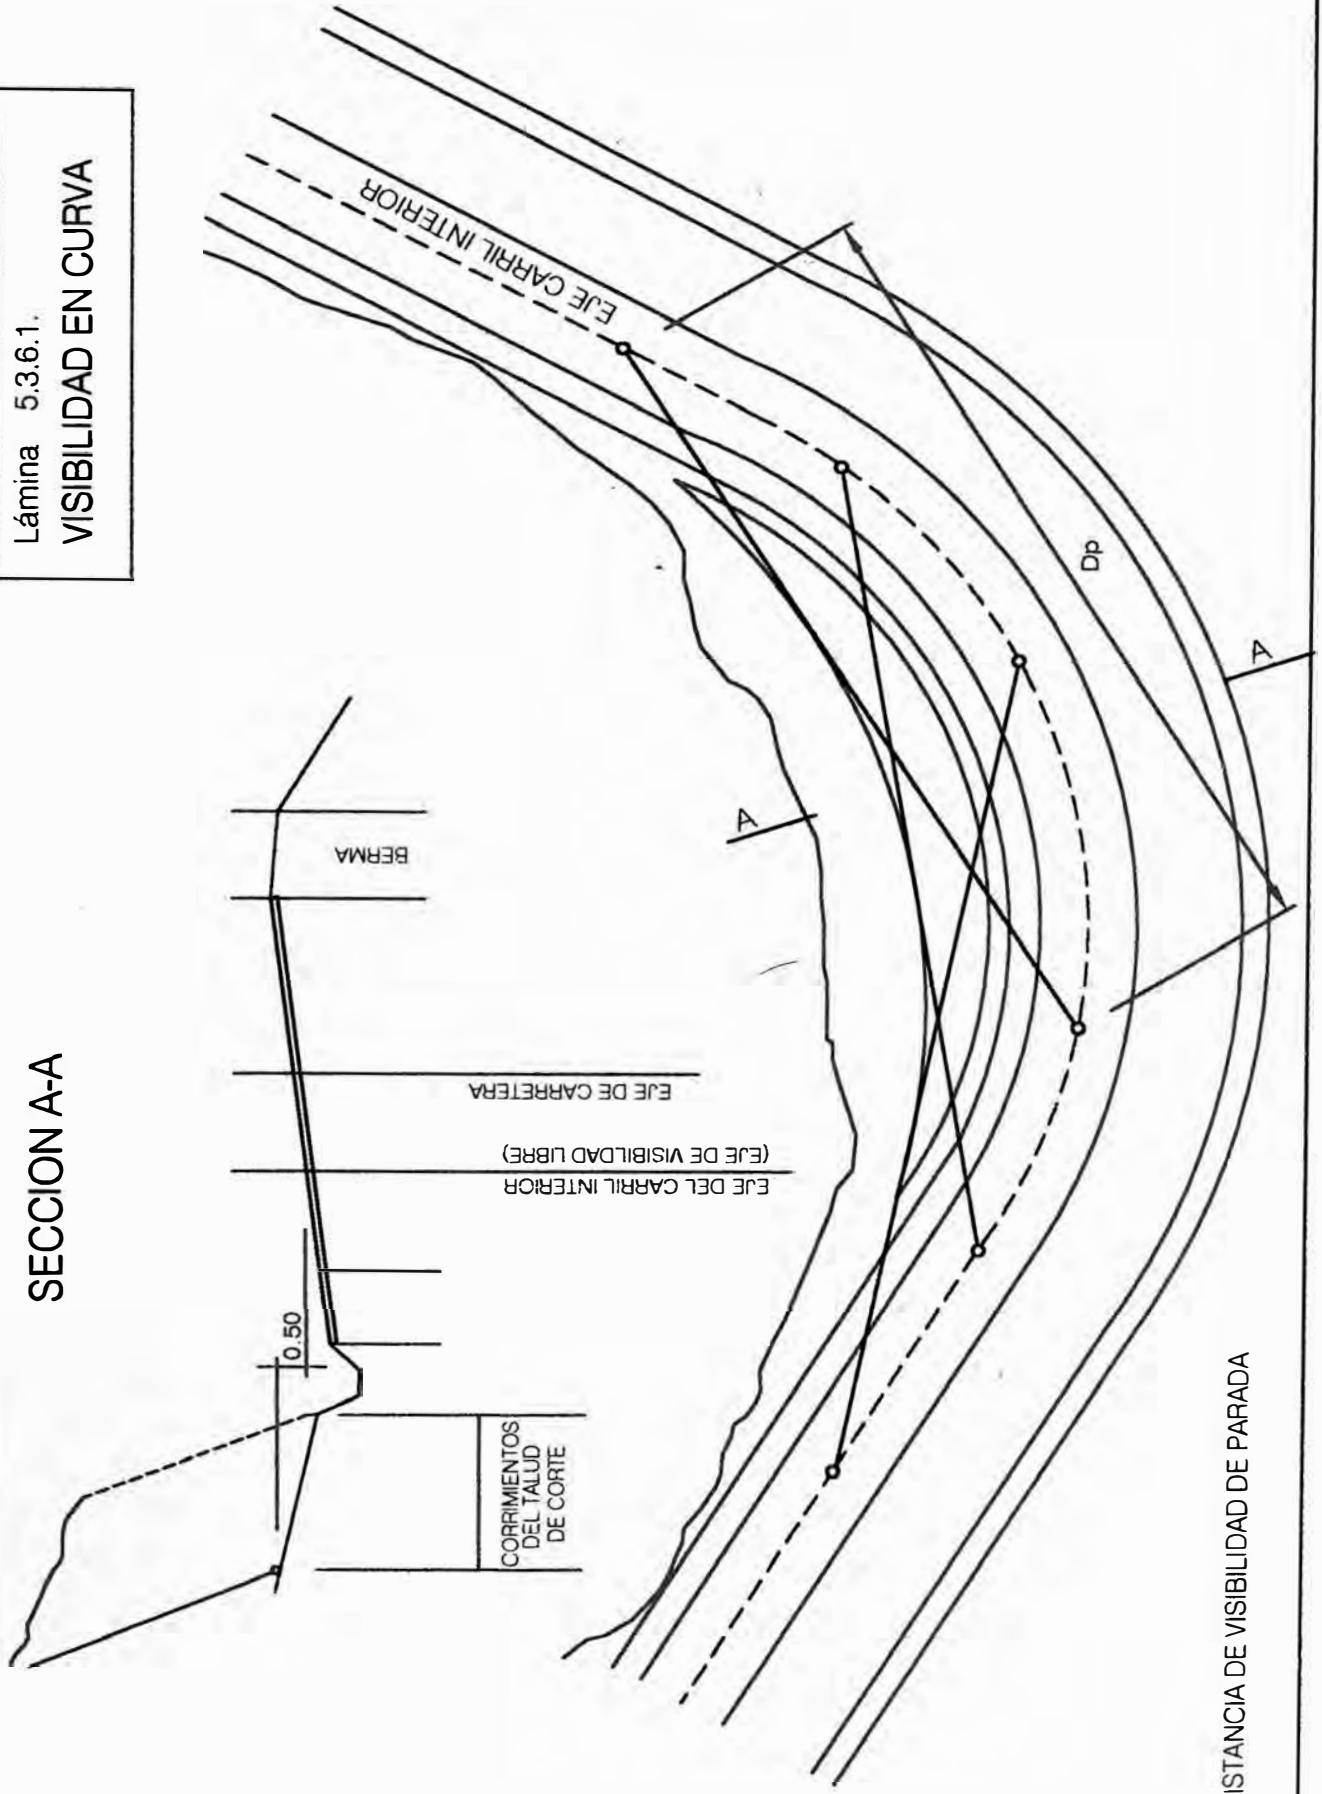 Lámina 5.3.6.1.
VISIBILIDAD EN CURVA
SECCION A-A
BERMA
EJE DE CARRETERA
(EJE DE VISIBILDAD LIBRE)
EJE DEL CARRIL INTERIOR
0.50
CORRIMIENTOS
DEL TALUD
DE CORTE
EJE CARRIL INTERIOR
Dp
A
A
ISTANCIA DE VISIBILIDAD DE PARADA